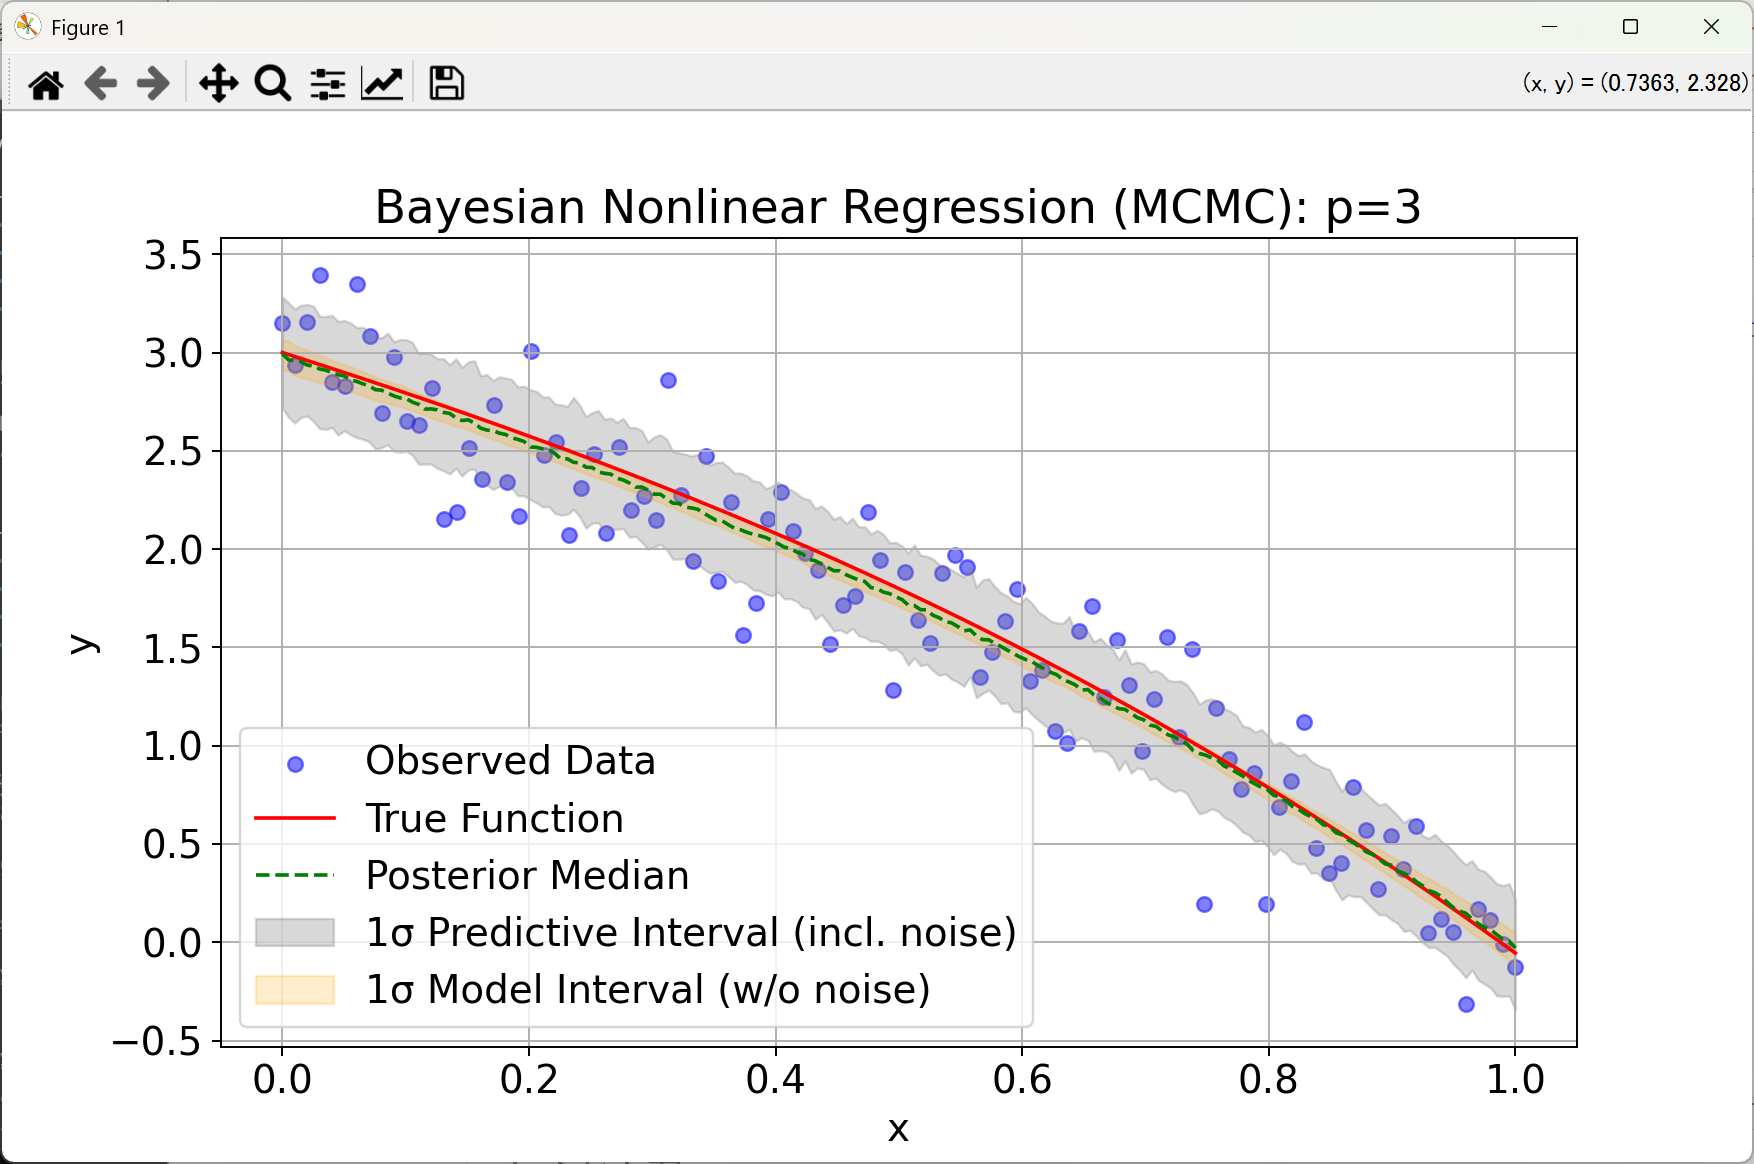 Figure 1
(x, y) = (0.7363, 2.328)
Bayesian Nonlinear Regression (MCMC): p=3
3.5
3.0
2.5
2.0
1.5
1.0
0.5
0.0
−0.5
y
Observed Data
True Function
Posterior Median
1σ Predictive Interval (incl. noise)
1σ Model Interval (w/o noise)
0.0 0.2 0.4 0.6 0.8 1.0
x